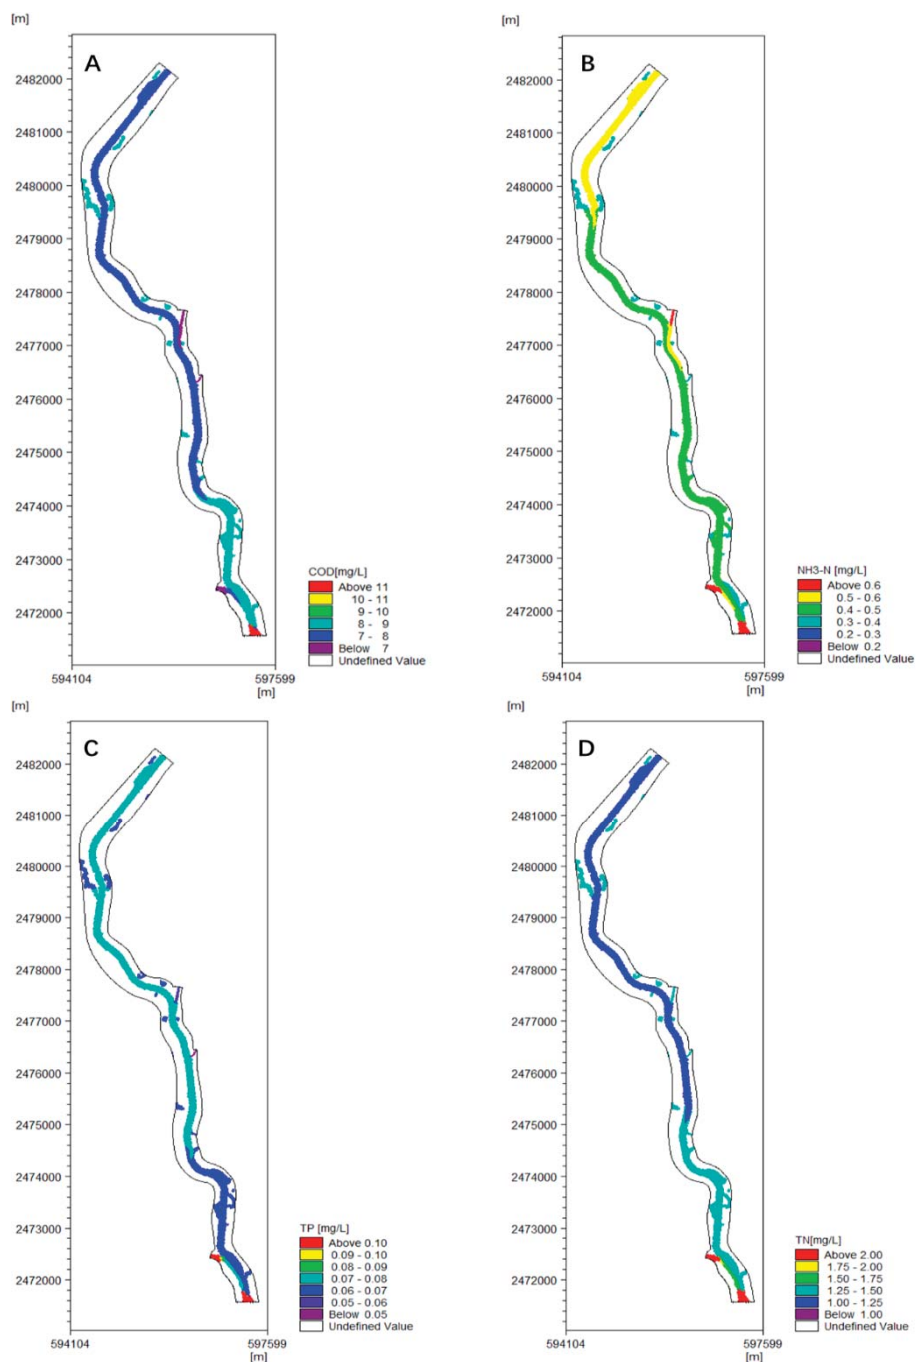 [m]
A
2482000
2481000
2480000
2479000
2478000
2477000
2476000
2475000
2474000
2473000
2472000
COD[mg/L]
Above 11
10 - 11
9 - 10
8 - 9
7 - 8
Below 7
Undefined Value
594104
597599
[m]
[m]
B
2482000
2481000
2480000
2479000
2478000
2477000
2476000
2475000
2474000
2473000
2472000
NH3-N [mg/L]
Above 0.6
0.5 - 0.6
0.4 - 0.5
0.3 - 0.4
0.2 - 0.3
Below 0.2
Undefined Value
594104
597599
[m]
[m]
C
2482000
2481000
2480000
2479000
2478000
2477000
2476000
2475000
2474000
2473000
2472000
TP [mg/L]
Above 0.10
0.09 - 0.10
0.08 - 0.09
0.07 - 0.08
0.06 - 0.07
0.05 - 0.06
Below 0.05
Undefined Value
594104
597599
[m]
[m]
D
2482000
2481000
2480000
2479000
2478000
2477000
2476000
2475000
2474000
2473000
2472000
TN[mg/L]
Above 2.00
1.75 - 2.00
1.50 - 1.75
1.25 - 1.50
1.00 - 1.25
Below 1.00
Undefined Value
594104
597599
[m]